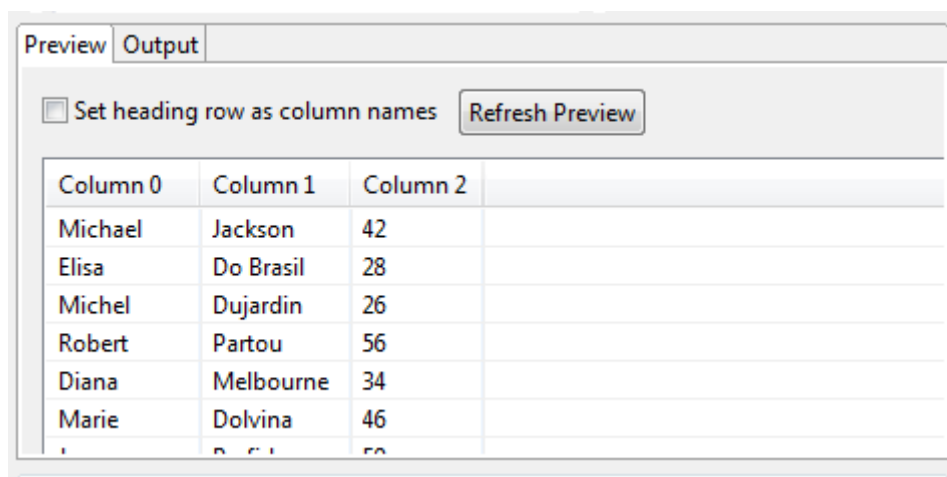 Preview Output
Set heading row as column names Refresh Preview
Column 0 Column 1 Column 2
Michael Jackson 42
Elisa Do Brasil 28
Michel Dujardin 26
Robert Partou 56
Diana Melbourne 34
Marie Dolvina 46